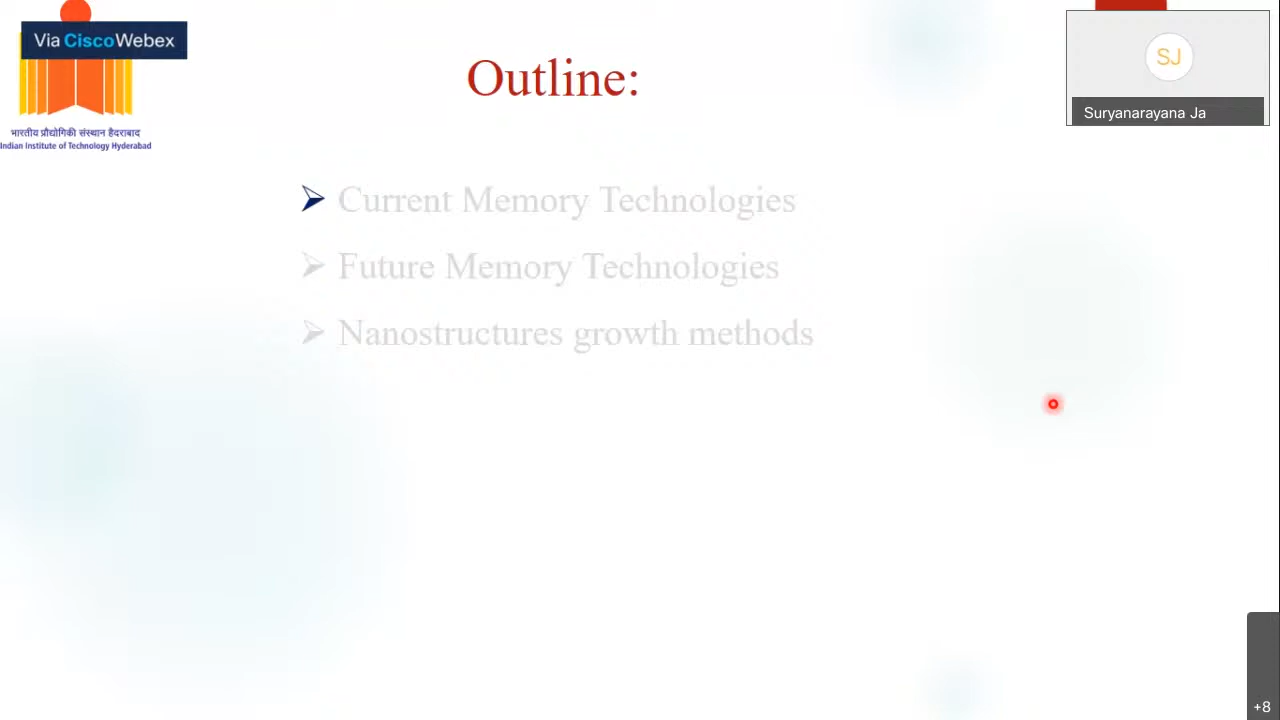 Via CiscoWebex
Outline:
SJ
Suryanarayana Ja
भारतीय प्रौद्योगिकी संस्थान हैदराबाद
Indian Institute of Technology Hyderabad
Current Memory Technologies
Future Memory Technologies
Nanostructures growth methods
+8